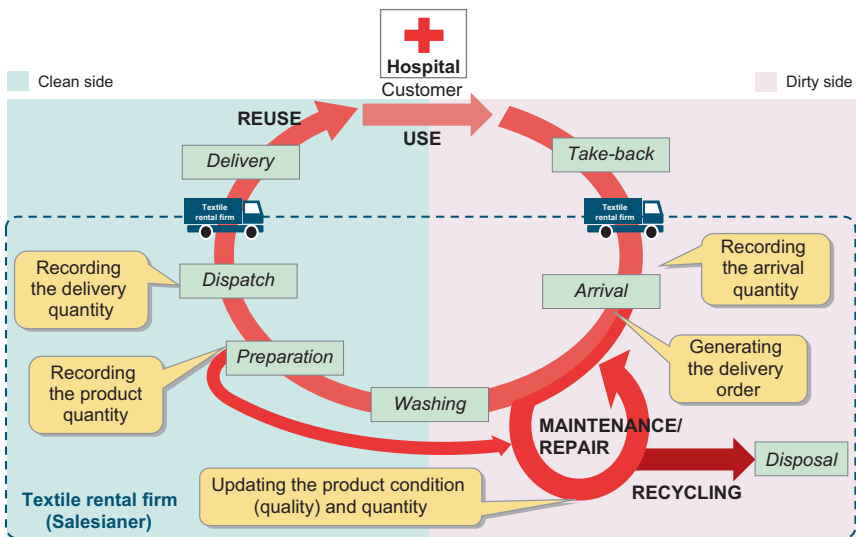 Hospital
Customer
Clean side
Dirty side
REUSE
USE
Delivery
Take-back
Textile
rental firm
Textile
rental firm
Recording
the delivery
quantity
Dispatch
Arrival
Recording
the arrival
quantity
Recording
the product
quantity
Preparation
Generating
the delivery
order
Washing
MAINTENANCE/
REPAIR
Disposal
RECYCLING
Updating the product condition
(quality) and quantity
Textile rental firm
(Salesianer)